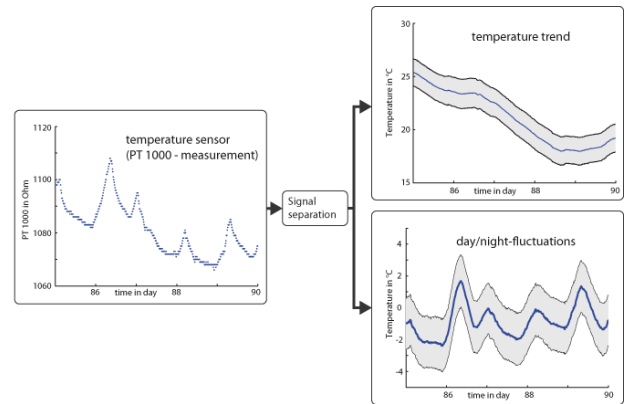 temperature trend
30
25
20
15
Temperature in °C
86
time in day
88
90
1120
1100
1080
1060
PT 1000 in Ohm
temperature sensor
(PT 1000 - measurement)
86
time in day
88
90
Signal
separation
day/night-fluctuations
4
2
0
-2
-4
Temperature in °C
86
time in day
88
90